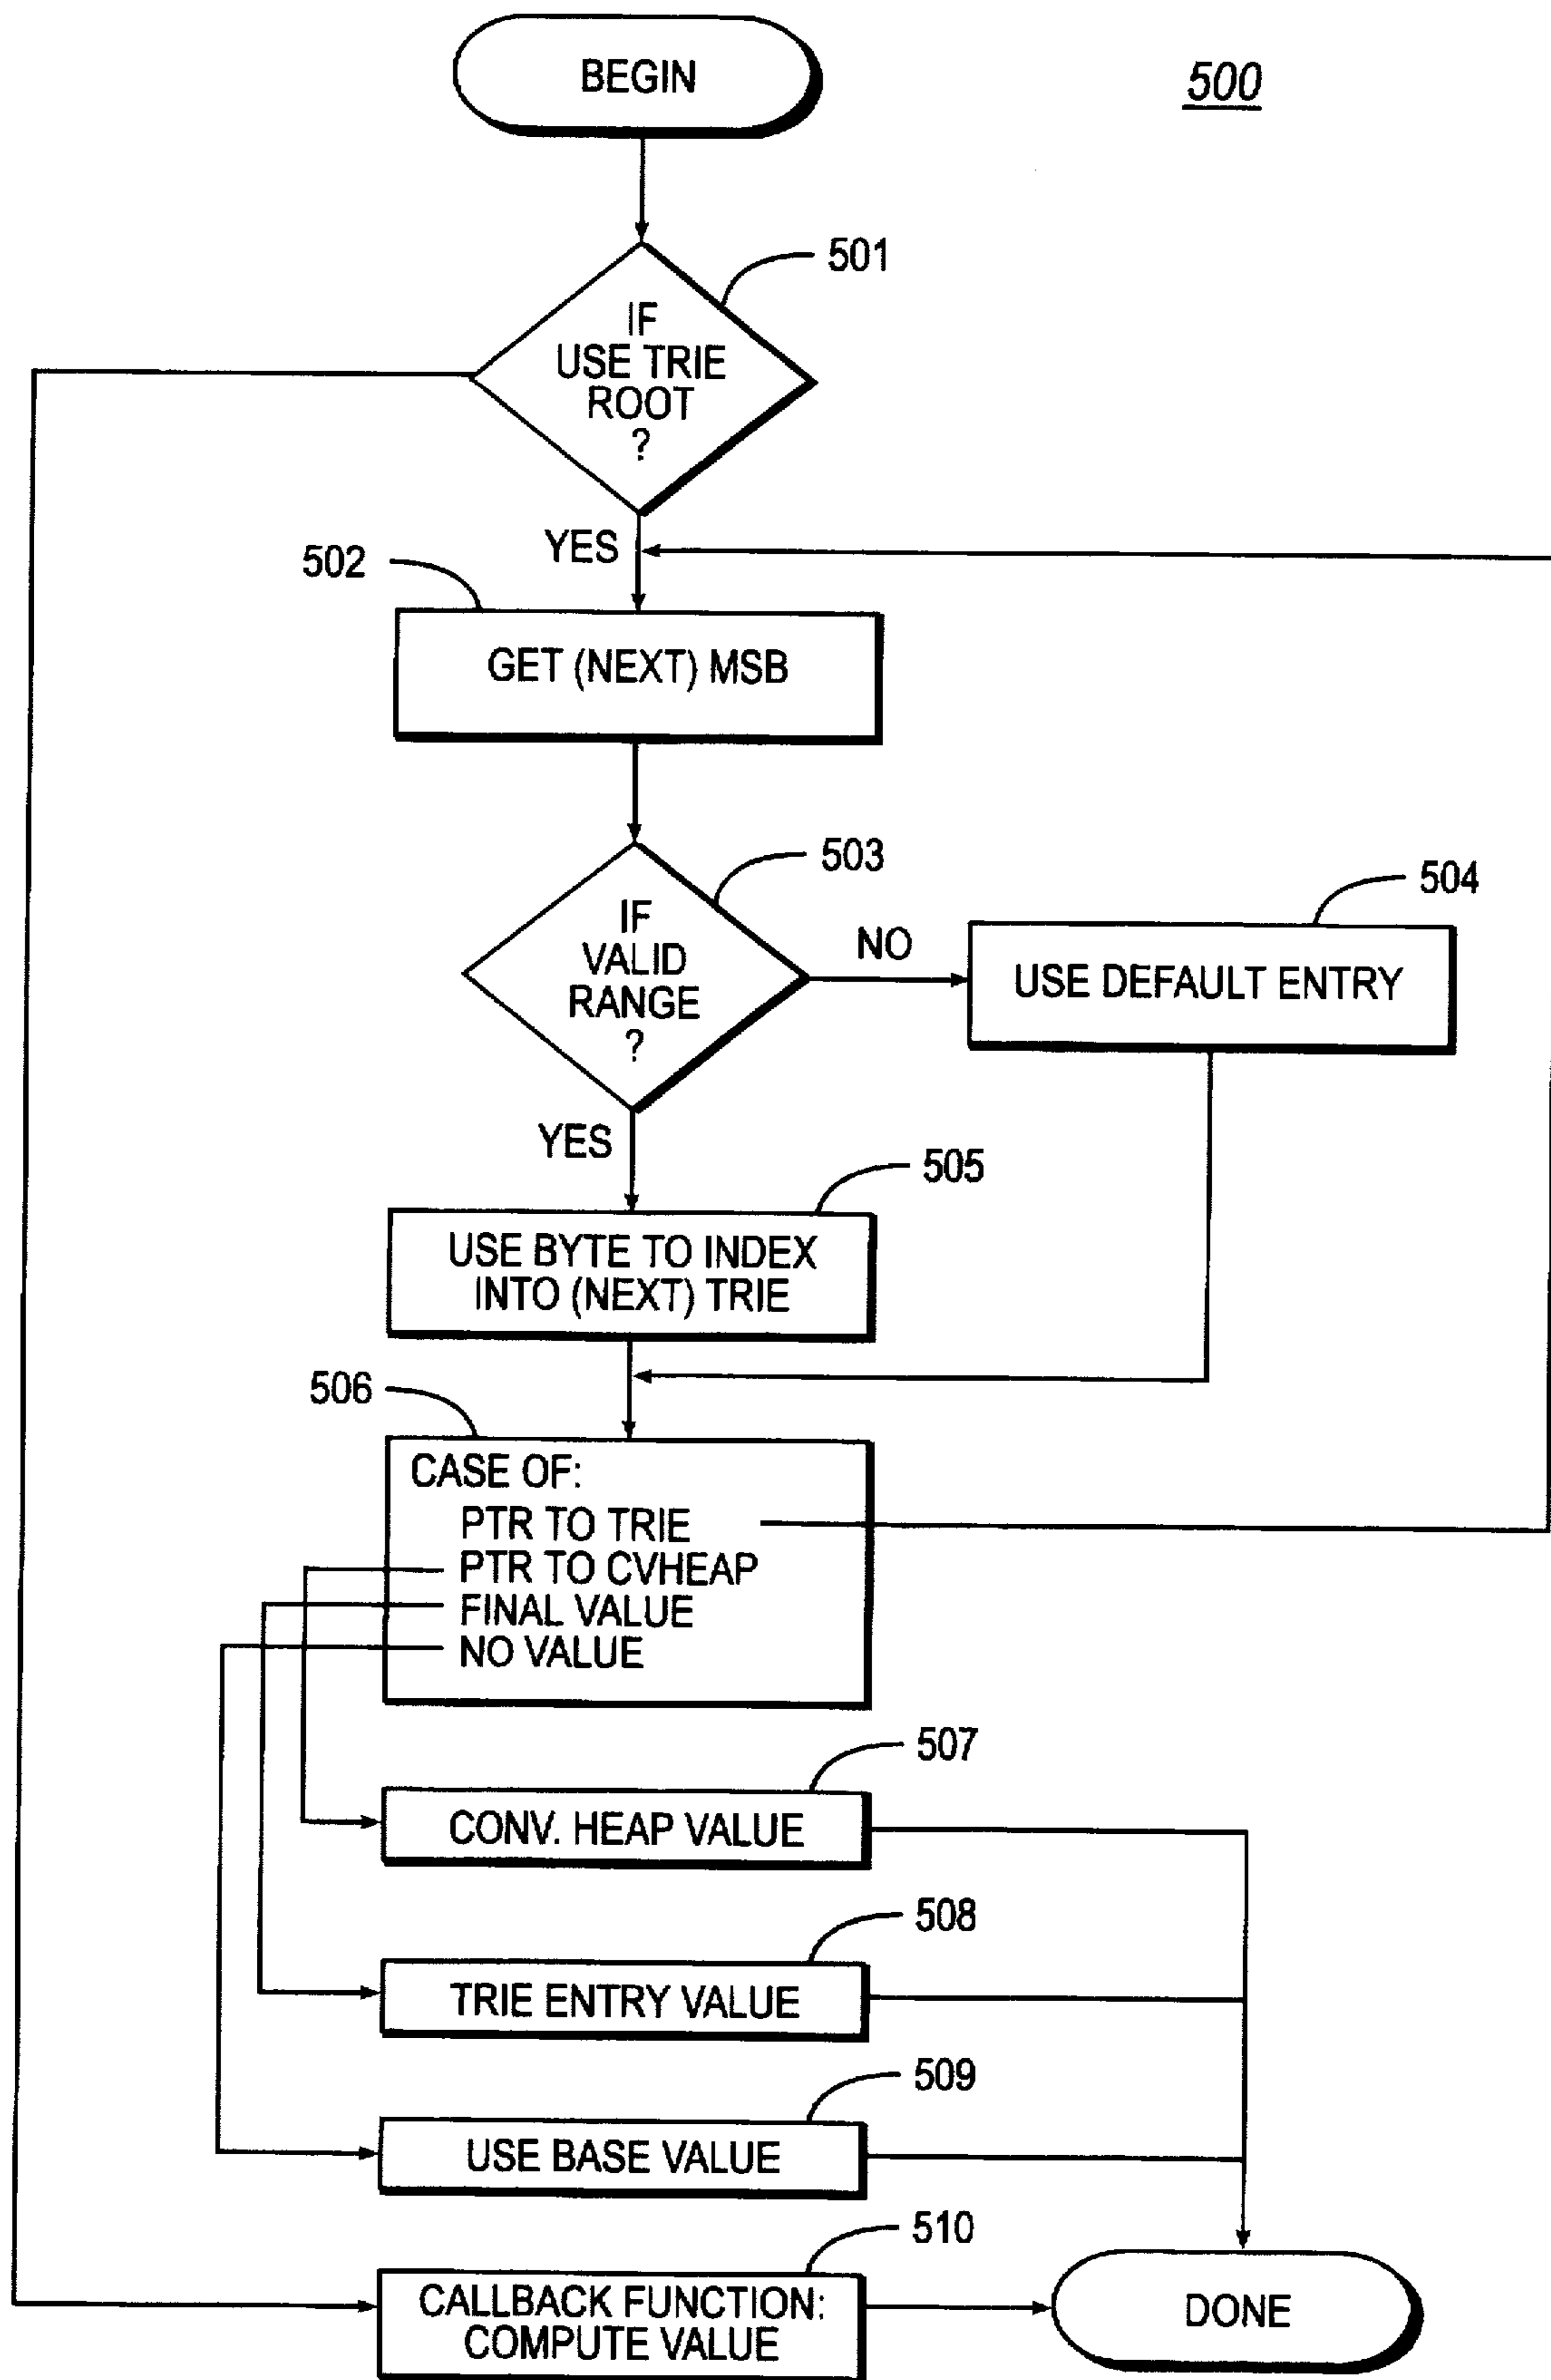 BEGIN
500
501
IF
USE TRIE
ROOT
?
YES
502
GET (NEXT) MSB
503
IF
VALID
RANGE
?
NO
504
USE DEFAULT ENTRY
YES
505
USE BYTE TO INDEX
INTO (NEXT) TRIE
506
CASE OF:
PTR TO TRIE
PTR TO CVHEAP
FINAL VALUE
NO VALUE
507
CONV. HEAP VALUE
508
TRIE ENTRY VALUE
509
USE BASE VALUE
510
CALLBACK FUNCTION:
COMPUTE VALUE
DONE